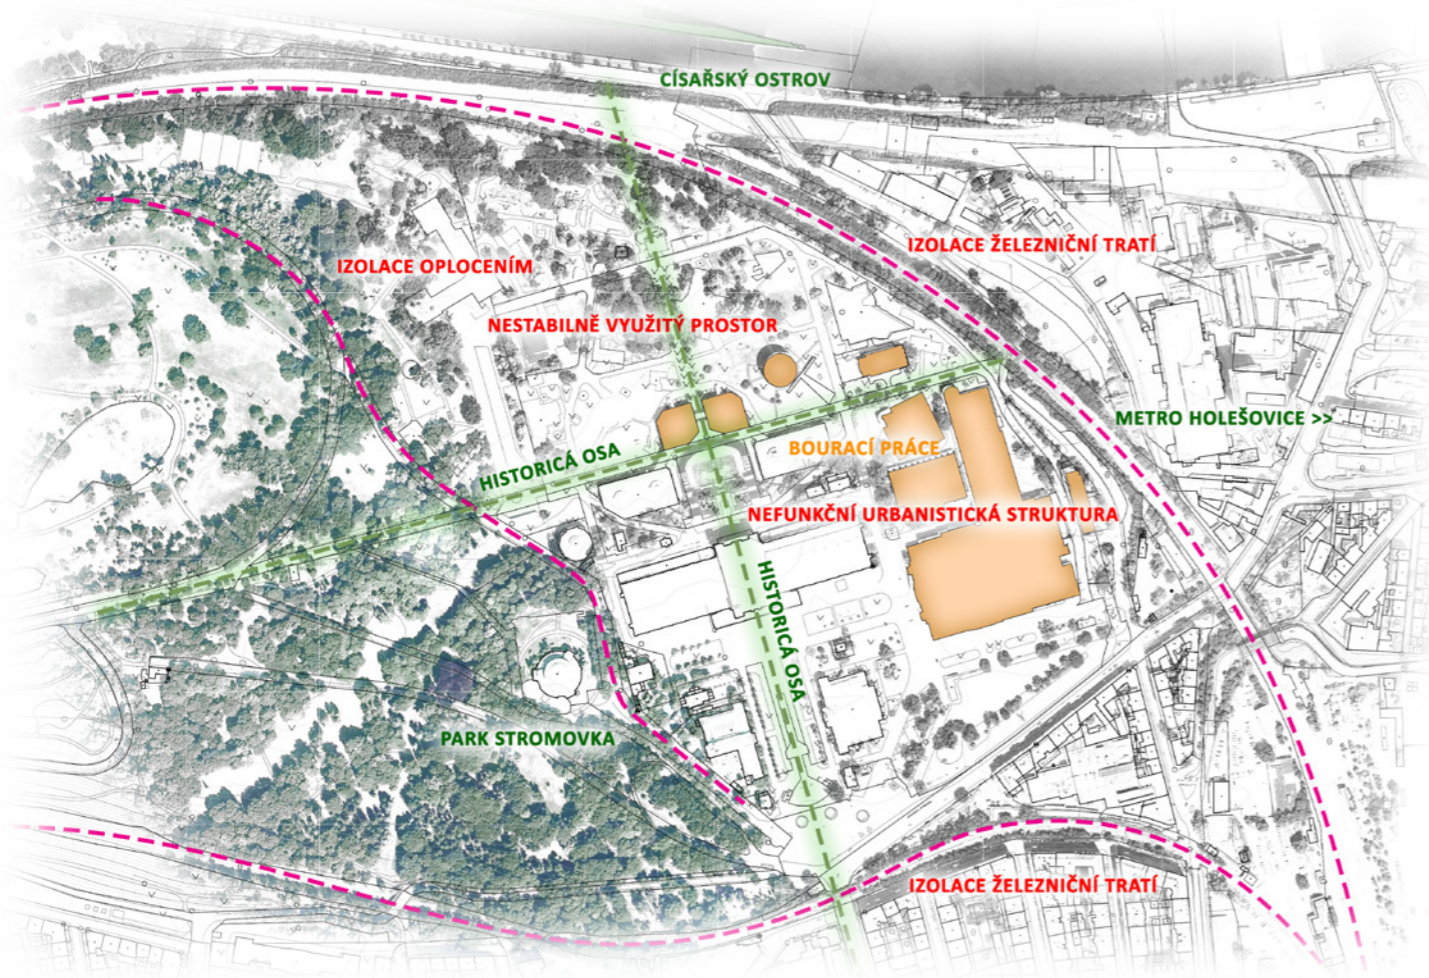 CÍSAŘSKÝ OSTROV
IZOLACE ŽELEZNIČNÍ TRATÍ
IZOLACE OPLOCENÍM
NESTABILNĚ VYUŽITÝ PROSTOR
METRO HOLEŠOVICE >>
BOURACÍ PRÁCE
HISTORICÁ OSA
NEFUNKČNÍ URBANISTICKÁ STRUKTURA
HISTORICÁ OSA
PARK STROMOVKA
IZOLACE ŽELEZNIČNÍ TRATÍ